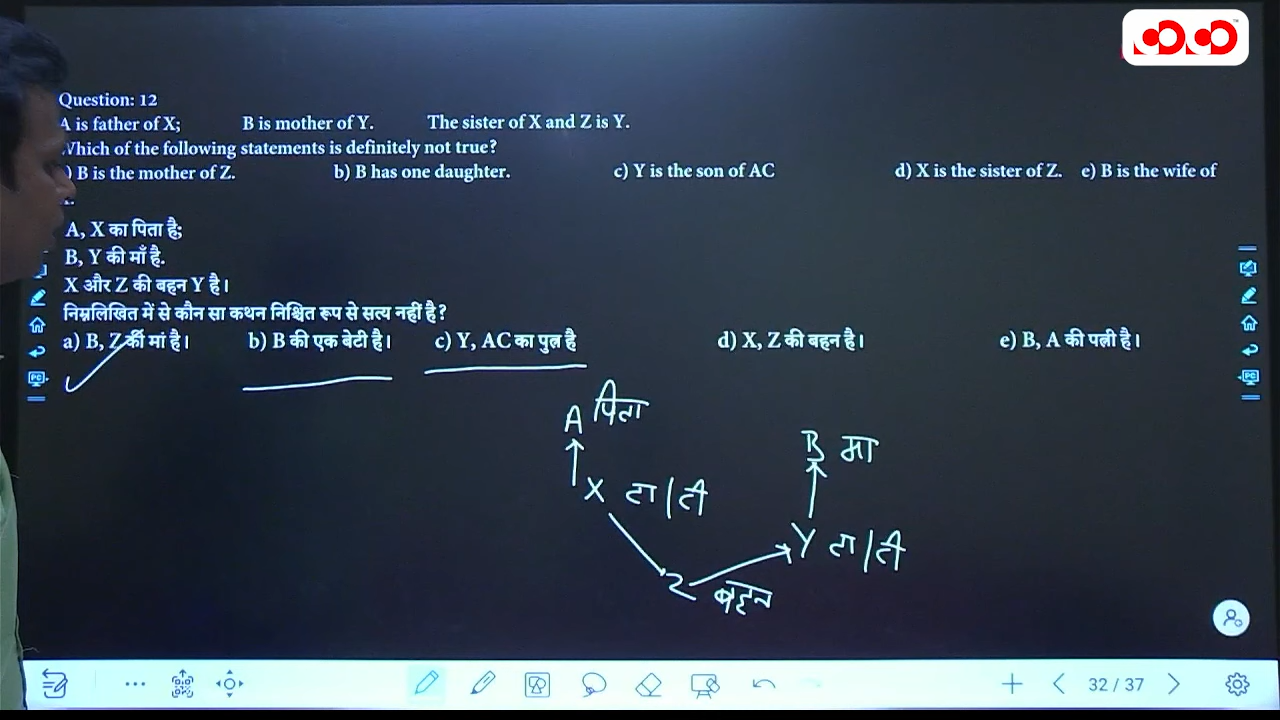 Question: 12
A is father of X; B is mother of Y. The sister of X and Z is Y.
Which of the following statements is definitely not true?
) B is the mother of Z. b) B has one daughter. c) Y is the son of AC d) X is the sister of Z. e) B is the wife of
A, X का पिता है;
B, Y की माँ है.
X और Z की बहन Y है।
निम्नलिखित में से कौन सा कथन निश्चित रूप से सत्य नहीं है?
a) B, Z की मां है। b) B की एक बेटी है। c) Y, AC का पुत्र है d) X, Z की बहन है। e) B, A की पत्नी है।
A पिता
B मा
X टा/टी
Y टा/टी
Z बहन
PC PC
32 / 37